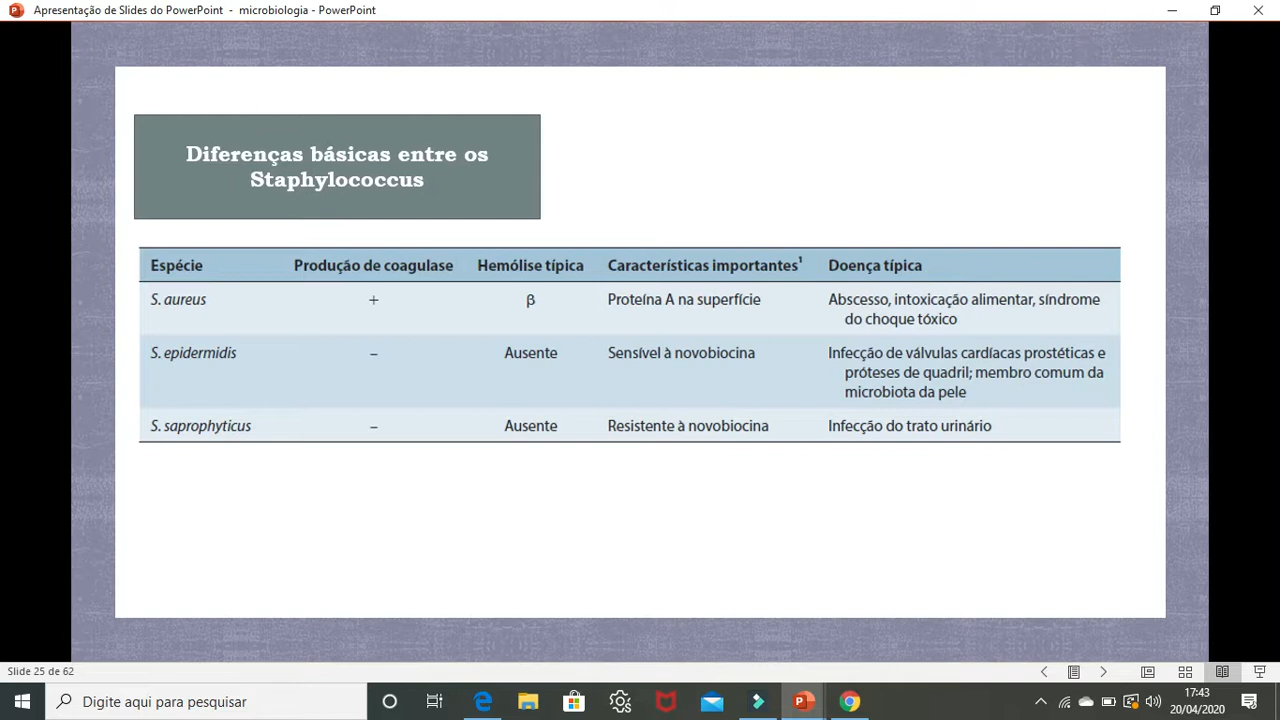 Apresentação de Slides do PowerPoint - microbiologia - PowerPoint
Diferenças básicas entre os
Staphylococcus
Espécie Produção de coagulase Hemólise típica Características importantes¹ Doença típica
S. aureus + β Proteína A na superfície Abscesso, intoxicação alimentar, síndrome
do choque tóxico
S. epidermidis – Ausente Sensível à novobiocina Infecção de válvulas cardíacas prostéticas e
próteses de quadril; membro comum da
microbiota da pele
S. saprophyticus – Ausente Resistente à novobiocina Infecção do trato urinário
Slide 25 de 62
Digite aqui para pesquisar
17:43
20/04/2020